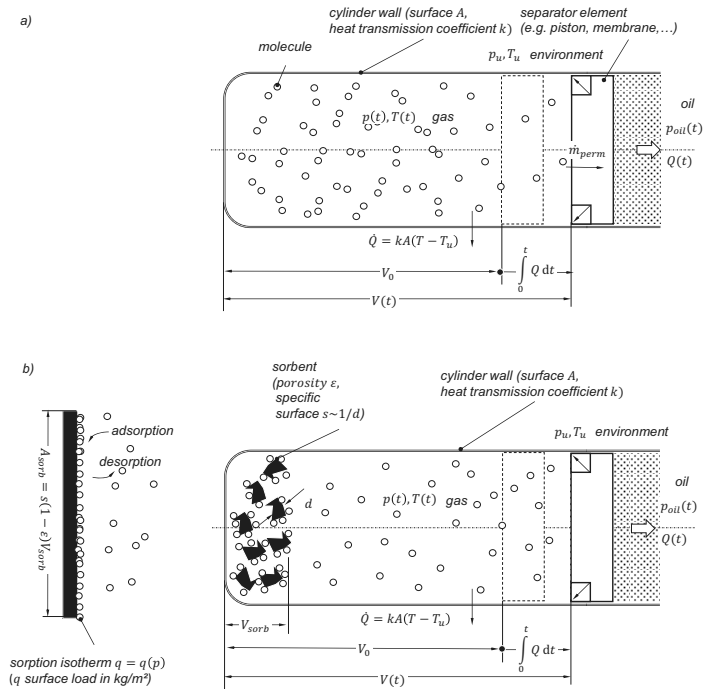 a)
cylinder wall (surface A,
heat transmission coefficient k)
separator element
(e.g. piston, membrane,…)
molecule
p_u, T_u environment
p(t), T(t) gas
oil
p_oil(t)
ṁ_perm
Q(t)
Q̇ = kA(T − T_u)
V_0
∫_0^t Q dt
V(t)
b)
sorbent
(porosity ε,
specific
surface s~1/d)
cylinder wall (surface A,
heat transmission coefficient k)
p_u, T_u environment
adsorption
desorption
A_sorb = s(1 − ε)V_sorb
d
p(t), T(t)
gas
oil
p_oil(t)
Q(t)
Q̇ = kA(T − T_u)
V_sorb
V_0
∫_0^t Q dt
V(t)
sorption isotherm q = q(p)
(q surface load in kg/m²)